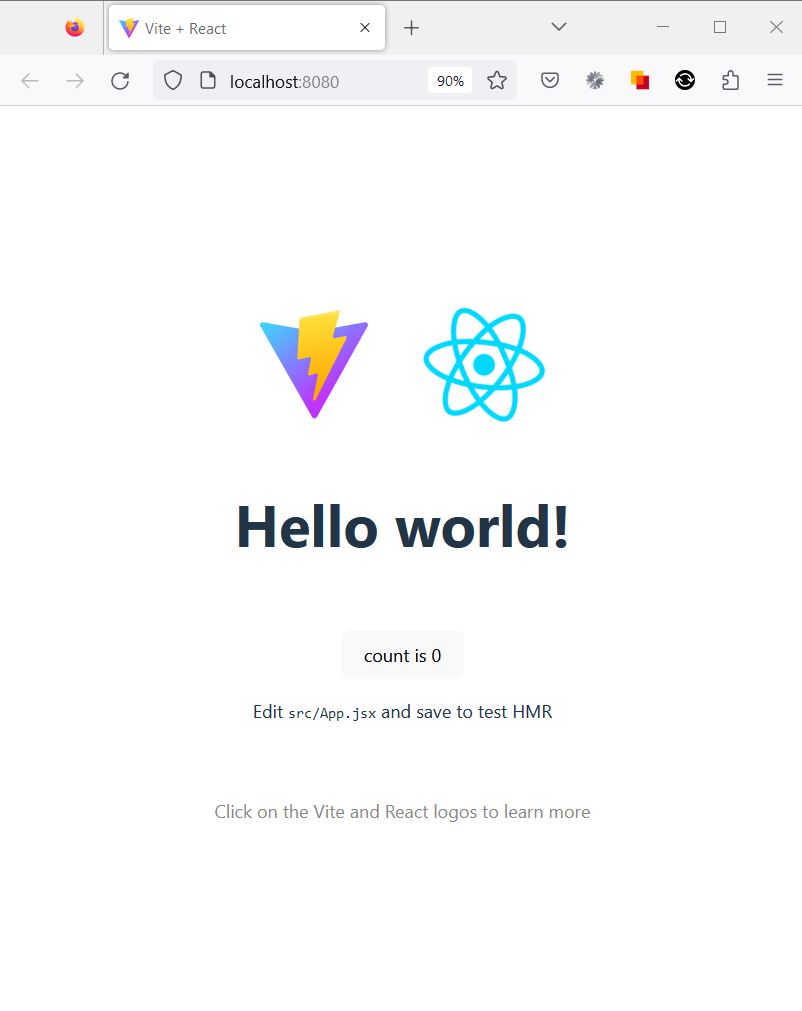 Vite + React
localhost:8080
90%
Hello world!
count is 0
Edit src/App.jsx and save to test HMR
Click on the Vite and React logos to learn more